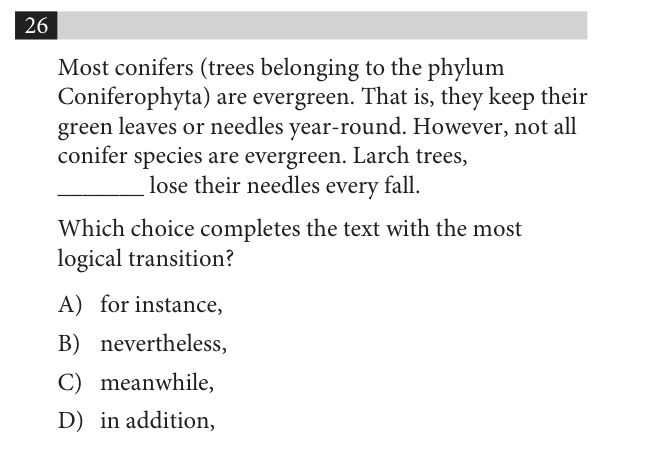 26
Most conifers (trees belonging to the phylum
Coniferophyta) are evergreen. That is, they keep their
green leaves or needles year-round. However, not all
conifer species are evergreen. Larch trees,
_______ lose their needles every fall.
Which choice completes the text with the most
logical transition?
A) for instance,
B) nevertheless,
C) meanwhile,
D) in addition,